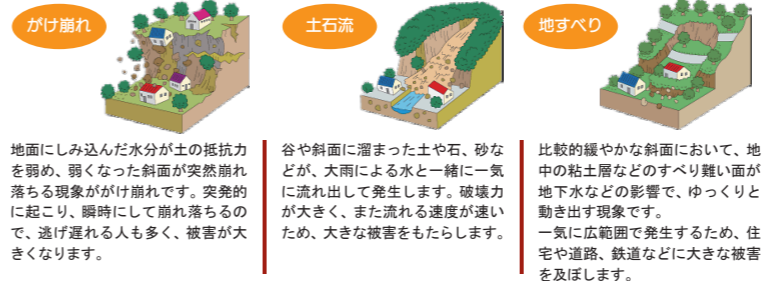 がけ崩れ
地面にしみ込んだ水分が土の抵抗力
を弱め、弱くなった斜面が突然崩れ
落ちる現象ががけ崩れです。突発的
に起こり、瞬時にして崩れ落ちるの
で、逃げ遅れる人も多く、被害が大
きくなります。
土石流
谷や斜面に溜まった土や石、砂な
どが、大雨による水と一緒に一気
に流れ出して発生します。破壊力
が大きく、また流れる速度が速い
ため、大きな被害をもたらします。
地すべり
比較的緩やかな斜面において、地
中の粘土層などのすべり難い面が
地下水などの影響で、ゆっくりと
動き出す現象です。
一気に広範囲で発生するため、住
宅や道路、鉄道などに大きな被害
を及ぼします。